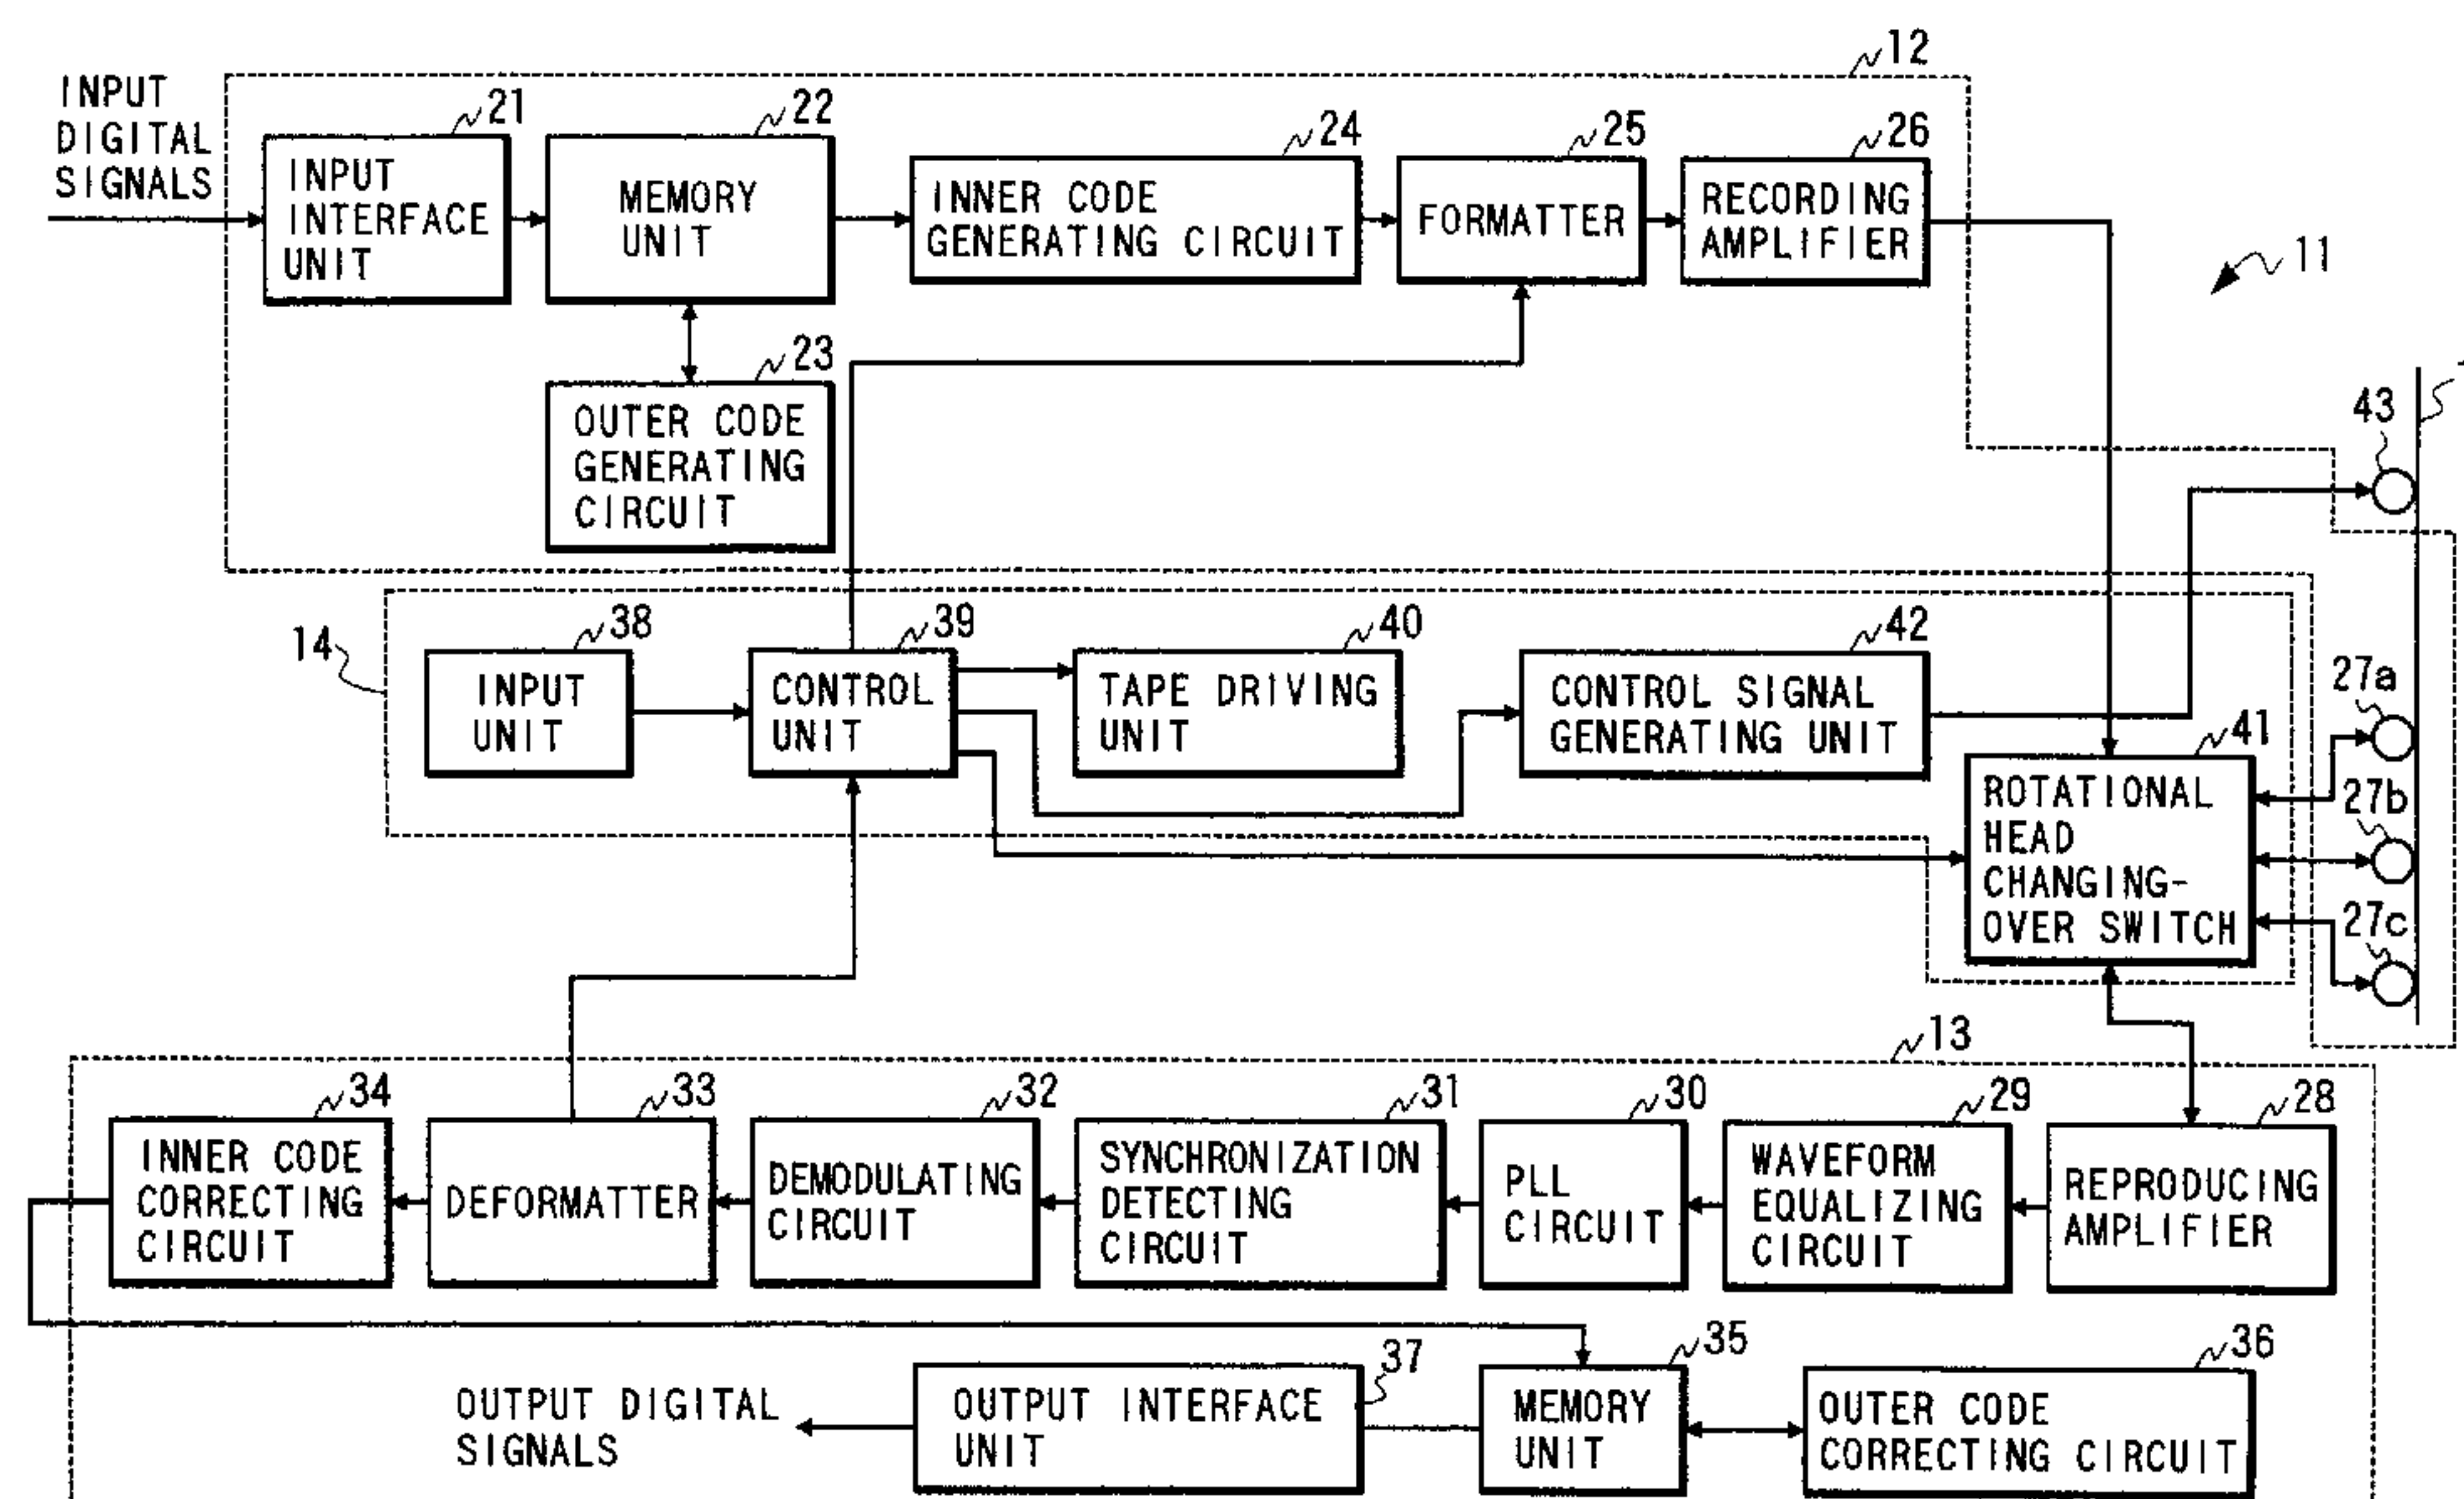 12
INPUT
DIGITAL
SIGNALS
21
22
24
25
26
INPUT
INTERFACE
UNIT
MEMORY
UNIT
INNER CODE
GENERATING CIRCUIT
FORMATTER
RECORDING
AMPLIFIER
11
23
OUTER CODE
GENERATING
CIRCUIT
43
14
38
39
40
42
INPUT
UNIT
CONTROL
UNIT
TAPE DRIVING
UNIT
CONTROL SIGNAL
GENERATING UNIT
27a
41
27b
ROTATIONAL
HEAD
CHANGING-
OVER SWITCH
27c
13
34
33
32
31
30
29
28
INNER CODE
CORRECTING
CIRCUIT
DEFORMATTER
DEMODULATING
CIRCUIT
SYNCHRONIZATION
DETECTING
CIRCUIT
PLL
CIRCUIT
WAVEFORM
EQUALIZING
CIRCUIT
REPRODUCING
AMPLIFIER
37
35
36
OUTPUT DIGITAL
SIGNALS
OUTPUT INTERFACE
UNIT
MEMORY
UNIT
OUTER CODE
CORRECTING CIRCUIT